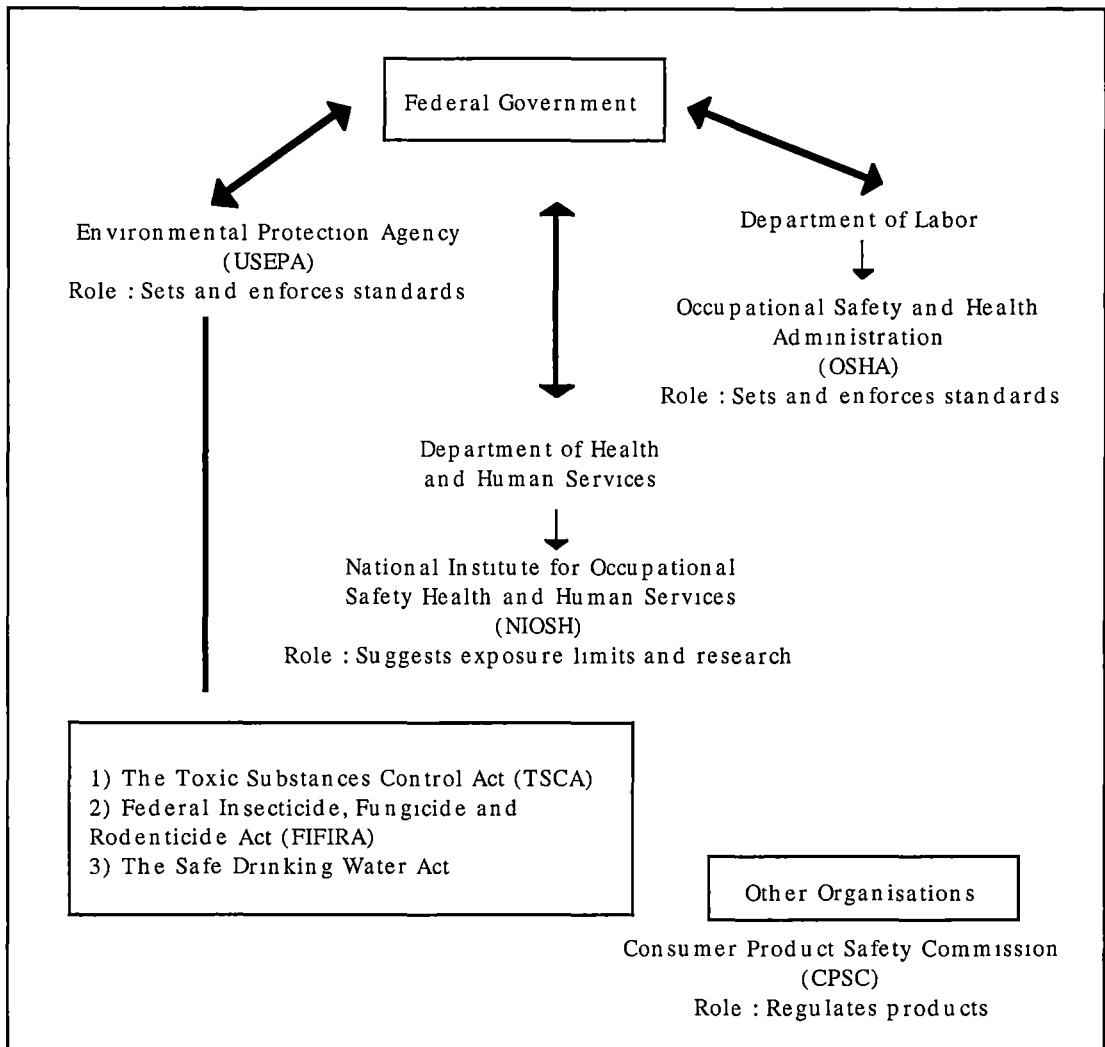 Federal Government
Environmental Protection Agency
(USEPA)
Role : Sets and enforces standards
Department of Labor
Occupational Safety and Health
Administration
(OSHA)
Role : Sets and enforces standards
Department of Health
and Human Services
National Institute for Occupational
Safety Health and Human Services
(NIOSH)
Role : Suggests exposure limits and research
1) The Toxic Substances Control Act (TSCA)
2) Federal Insecticide, Fungicide and
Rodenticide Act (FIFIRA)
3) The Safe Drinking Water Act
Other Organisations
Consumer Product Safety Commission
(CPSC)
Role : Regulates products